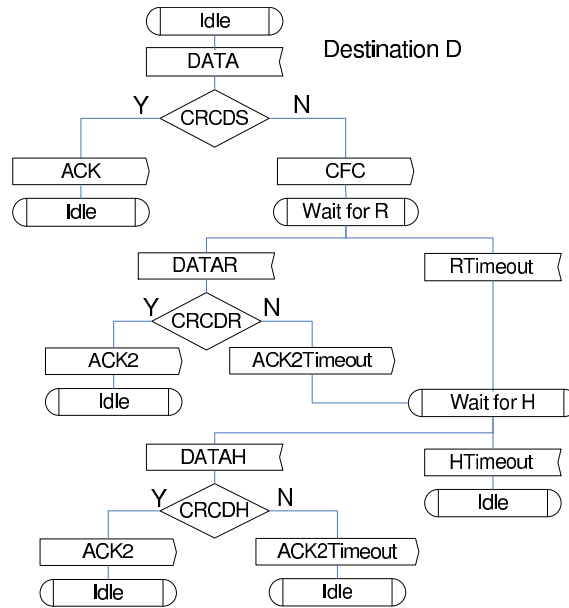 Idle
Destination D
DATA
Y
N
CRCDS
ACK
CFC
Idle
Wait for R
DATAR
RTimeout
Y
N
CRCDR
ACK2
ACK2Timeout
Idle
Wait for H
DATAH
HTimeout
Y
N
CRCDH
Idle
ACK2
ACK2Timeout
Idle
Idle